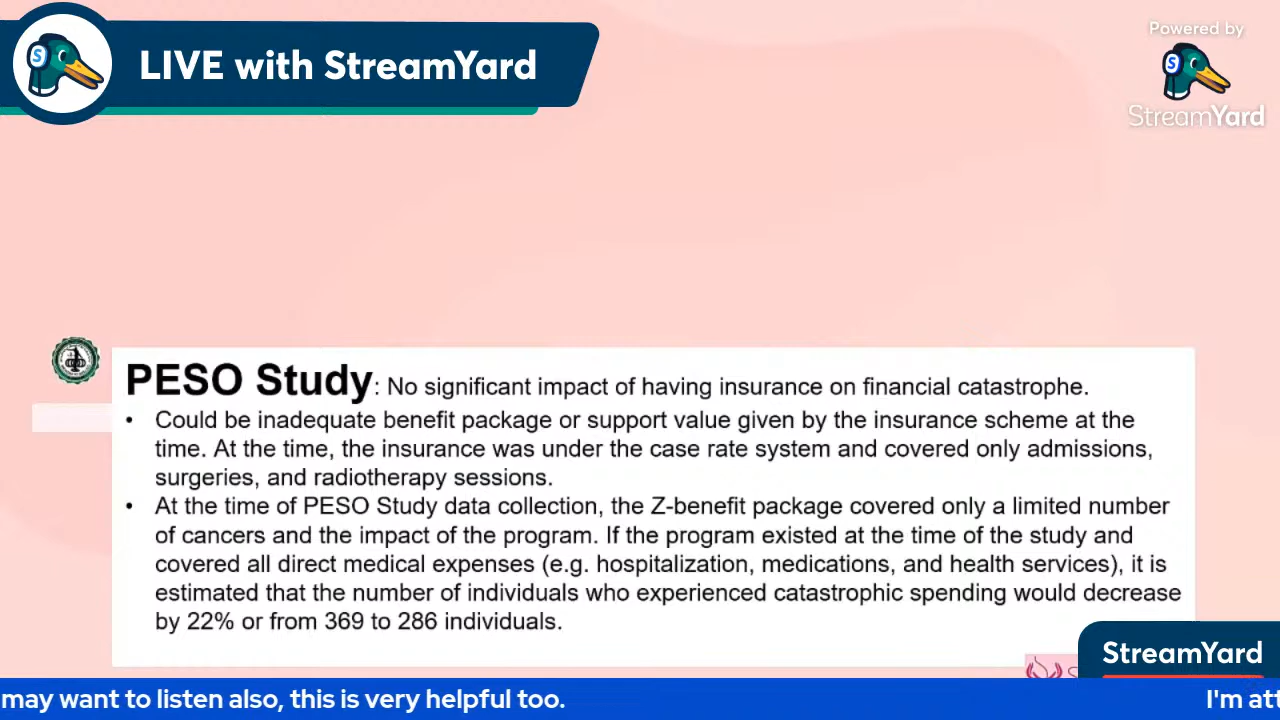 LIVE with StreamYard
Powered by
StreamYard
PESO Study: No significant impact of having insurance on financial catastrophe.
• Could be inadequate benefit package or support value given by the insurance scheme at the
time. At the time, the insurance was under the case rate system and covered only admissions,
surgeries, and radiotherapy sessions.
• At the time of PESO Study data collection, the Z-benefit package covered only a limited number
of cancers and the impact of the program. If the program existed at the time of the study and
covered all direct medical expenses (e.g. hospitalization, medications, and health services), it is
estimated that the number of individuals who experienced catastrophic spending would decrease
by 22% or from 369 to 286 individuals.
StreamYard
may want to listen also, this is very helpful too.
I'm att